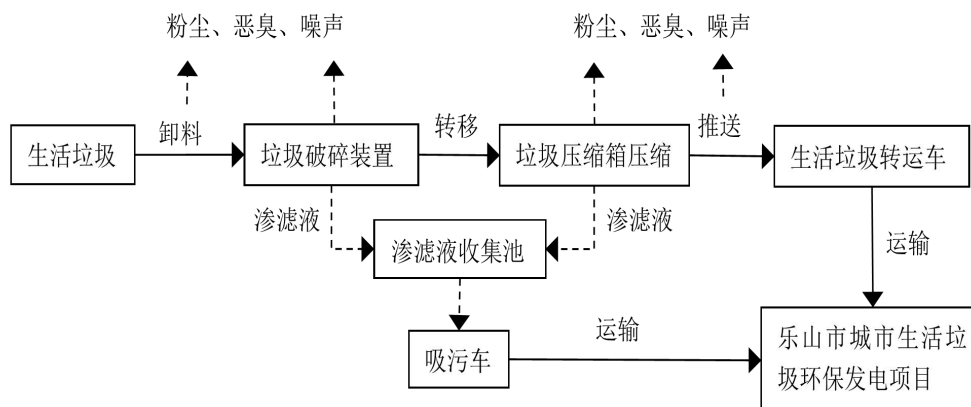 粉尘、恶臭、噪声
粉尘、恶臭、噪声
生活垃圾
卸料
垃圾破碎装置
转移
垃圾压缩箱压缩
推送
生活垃圾转运车
渗滤液
渗滤液
渗滤液收集池
运输
吸污车
运输
乐山市城市生活垃
圾环保发电项目